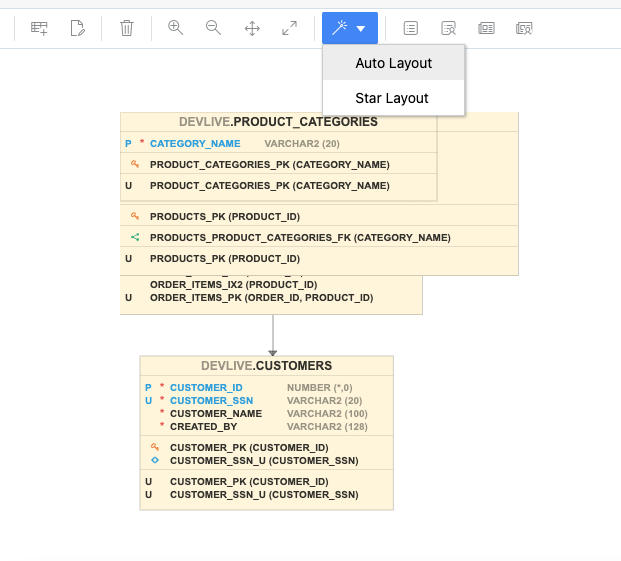 Auto Layout
Star Layout
DEVLIVE.PRODUCT_CATEGORIES
P * CATEGORY_NAME VARCHAR2 (20)
PRODUCT_CATEGORIES_PK (CATEGORY_NAME)
U PRODUCT_CATEGORIES_PK (CATEGORY_NAME)
PRODUCTS_PK (PRODUCT_ID)
PRODUCTS_PRODUCT_CATEGORIES_FK (CATEGORY_NAME)
U PRODUCTS_PK (PRODUCT_ID)
ORDER_ITEMS_IX2 (PRODUCT_ID)
U ORDER_ITEMS_PK (ORDER_ID, PRODUCT_ID)
DEVLIVE.CUSTOMERS
P * CUSTOMER_ID NUMBER (*,0)
U * CUSTOMER_SSN VARCHAR2 (20)
* CUSTOMER_NAME VARCHAR2 (100)
* CREATED_BY VARCHAR2 (128)
CUSTOMER_PK (CUSTOMER_ID)
CUSTOMER_SSN_U (CUSTOMER_SSN)
U CUSTOMER_PK (CUSTOMER_ID)
U CUSTOMER_SSN_U (CUSTOMER_SSN)